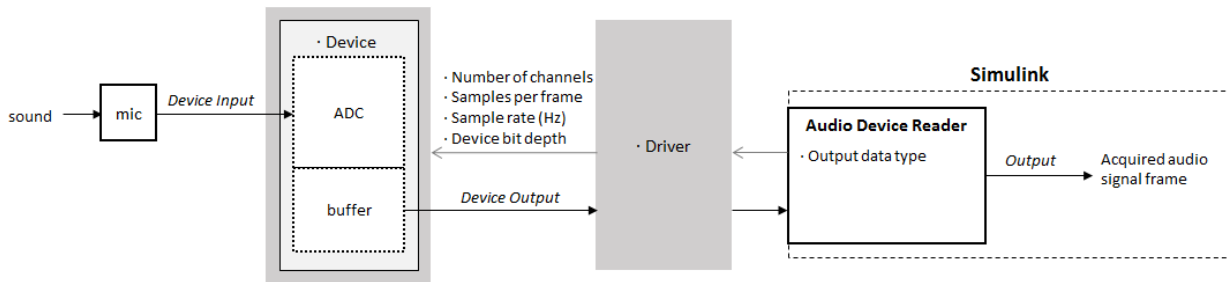 sound
mic
Device Input
· Device
ADC
buffer
· Number of channels
· Samples per frame
· Sample rate (Hz)
· Device bit depth
Device Output
· Driver
Simulink
Audio Device Reader
· Output data type
Output
Acquired audio
signal frame